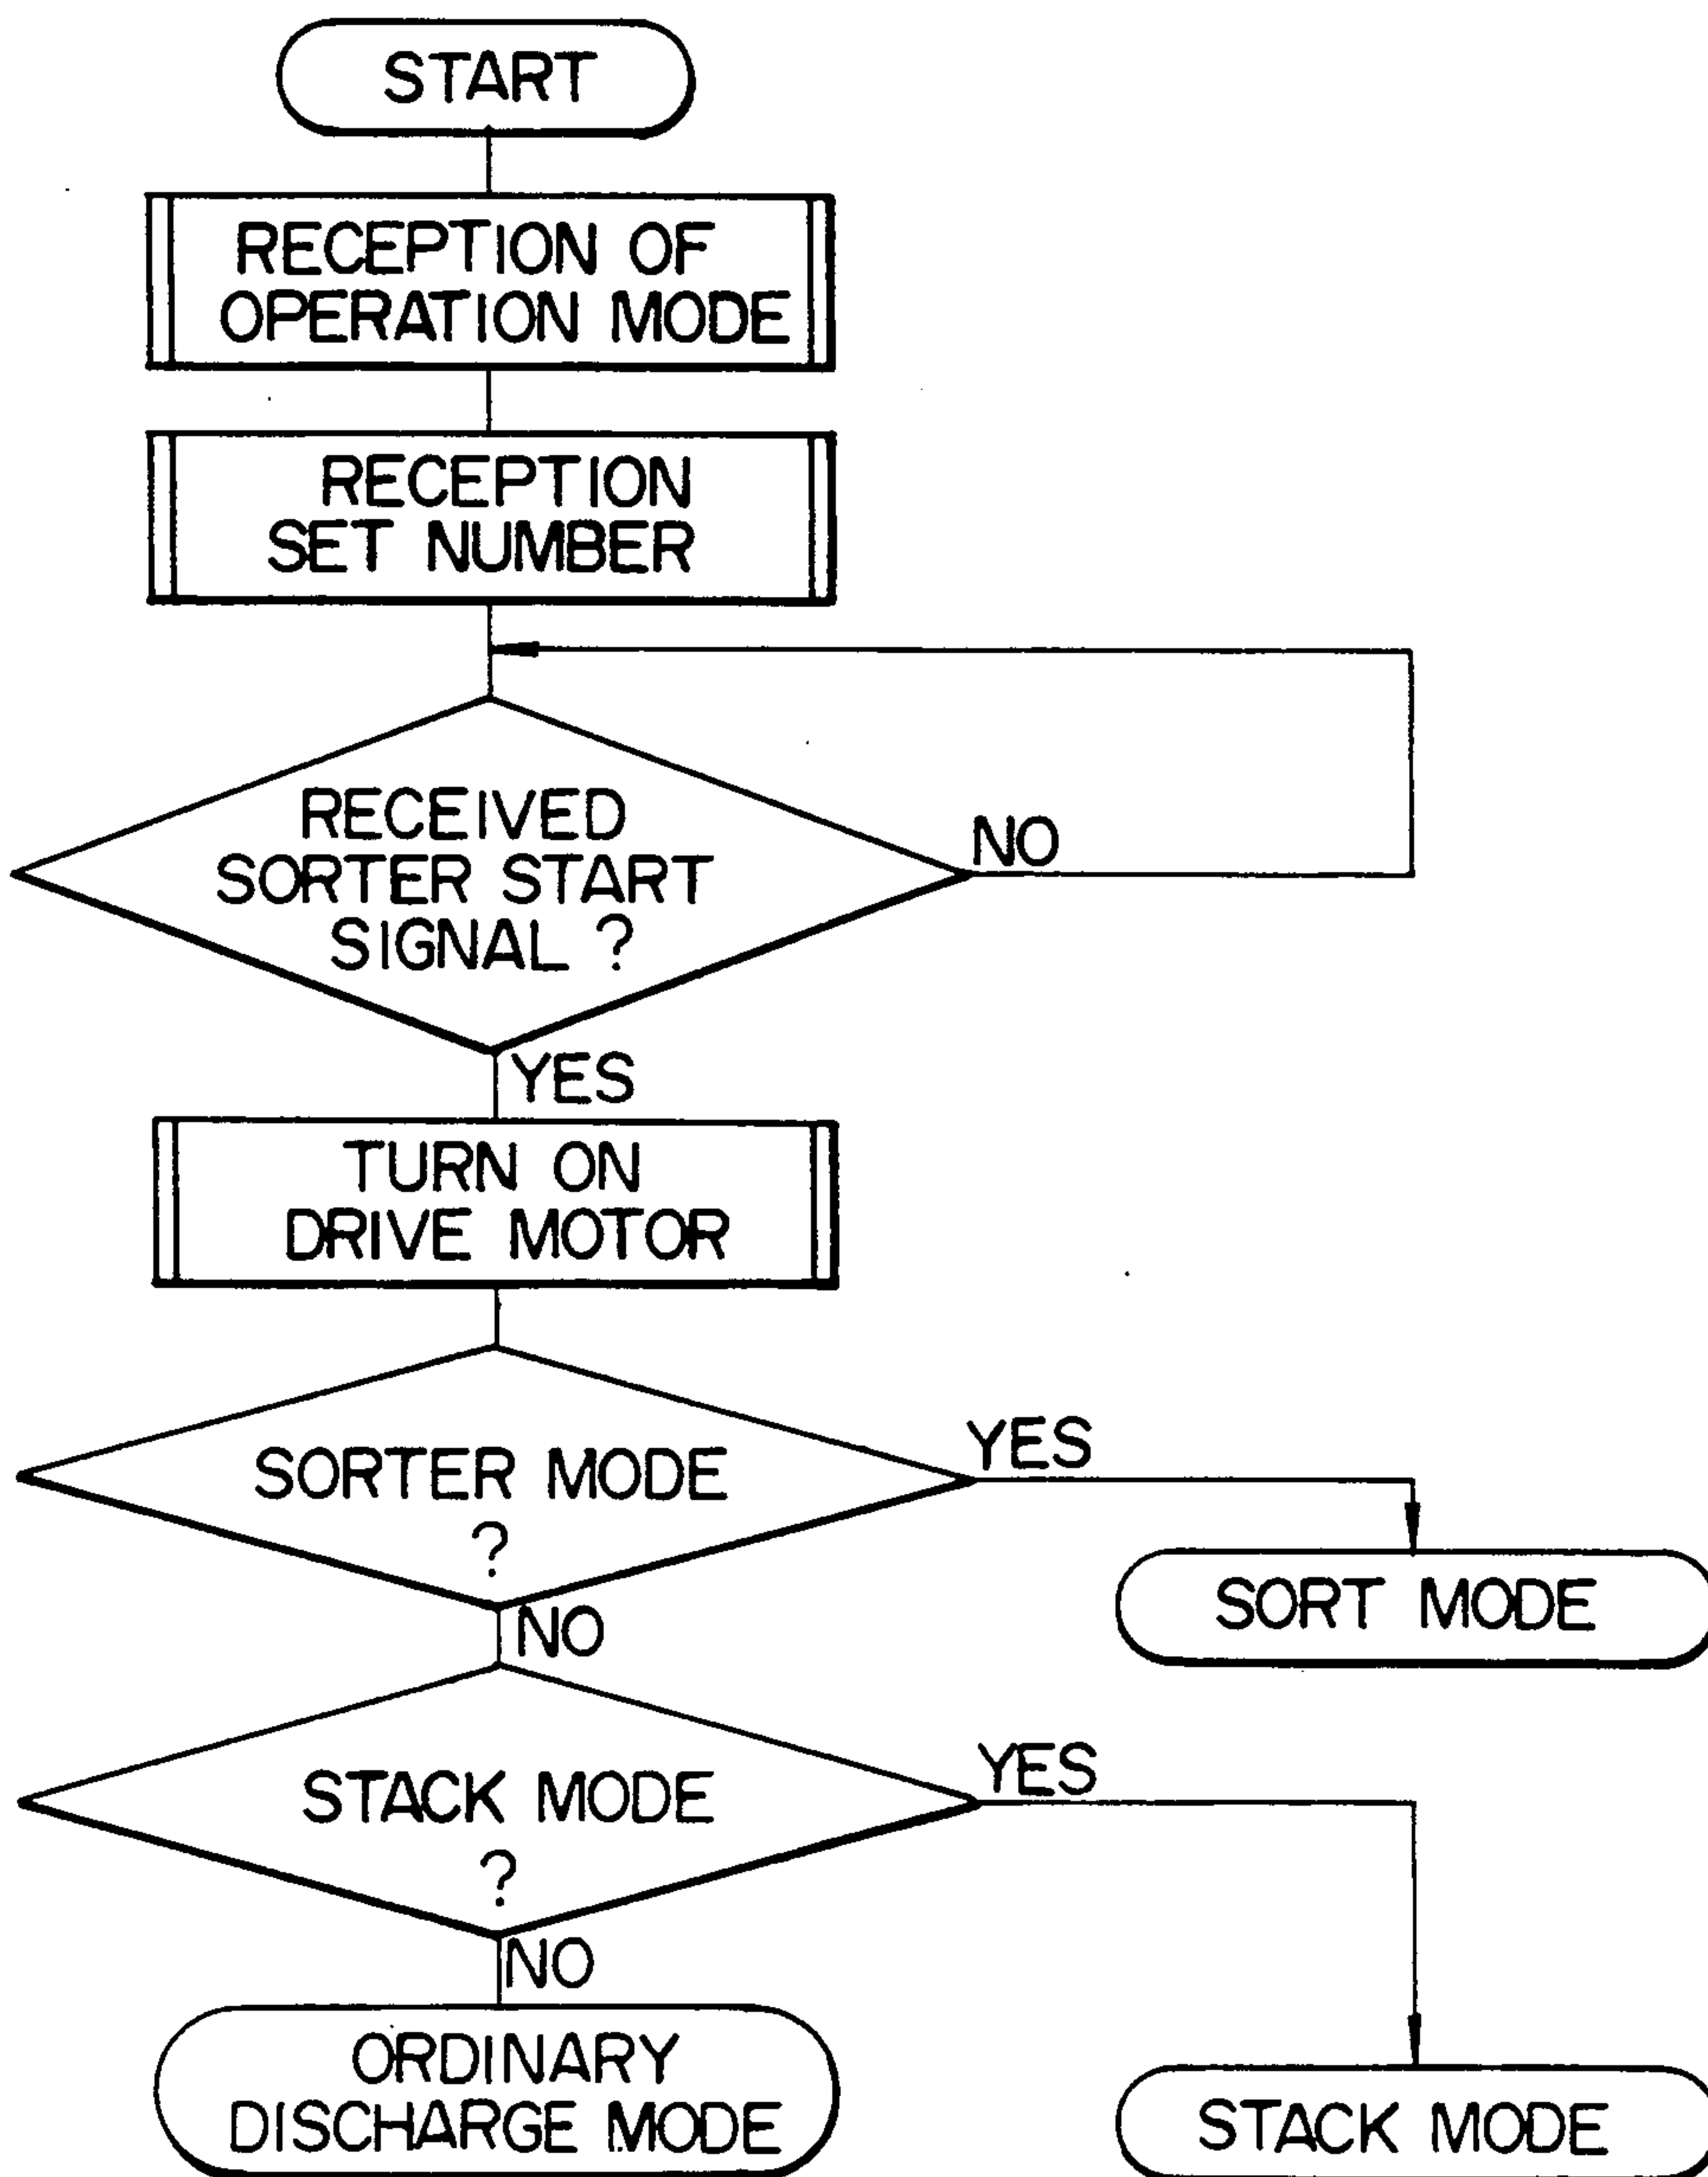 START
RECEPTION OF
OPERATION MODE
RECEPTION
SET NUMBER
RECEIVED
SORTER START
SIGNAL ?
NO
YES
TURN ON
DRIVE MOTOR
SORTER MODE
?
YES
SORT MODE
NO
STACK MODE
?
YES
NO
ORDINARY
DISCHARGE MODE
STACK MODE